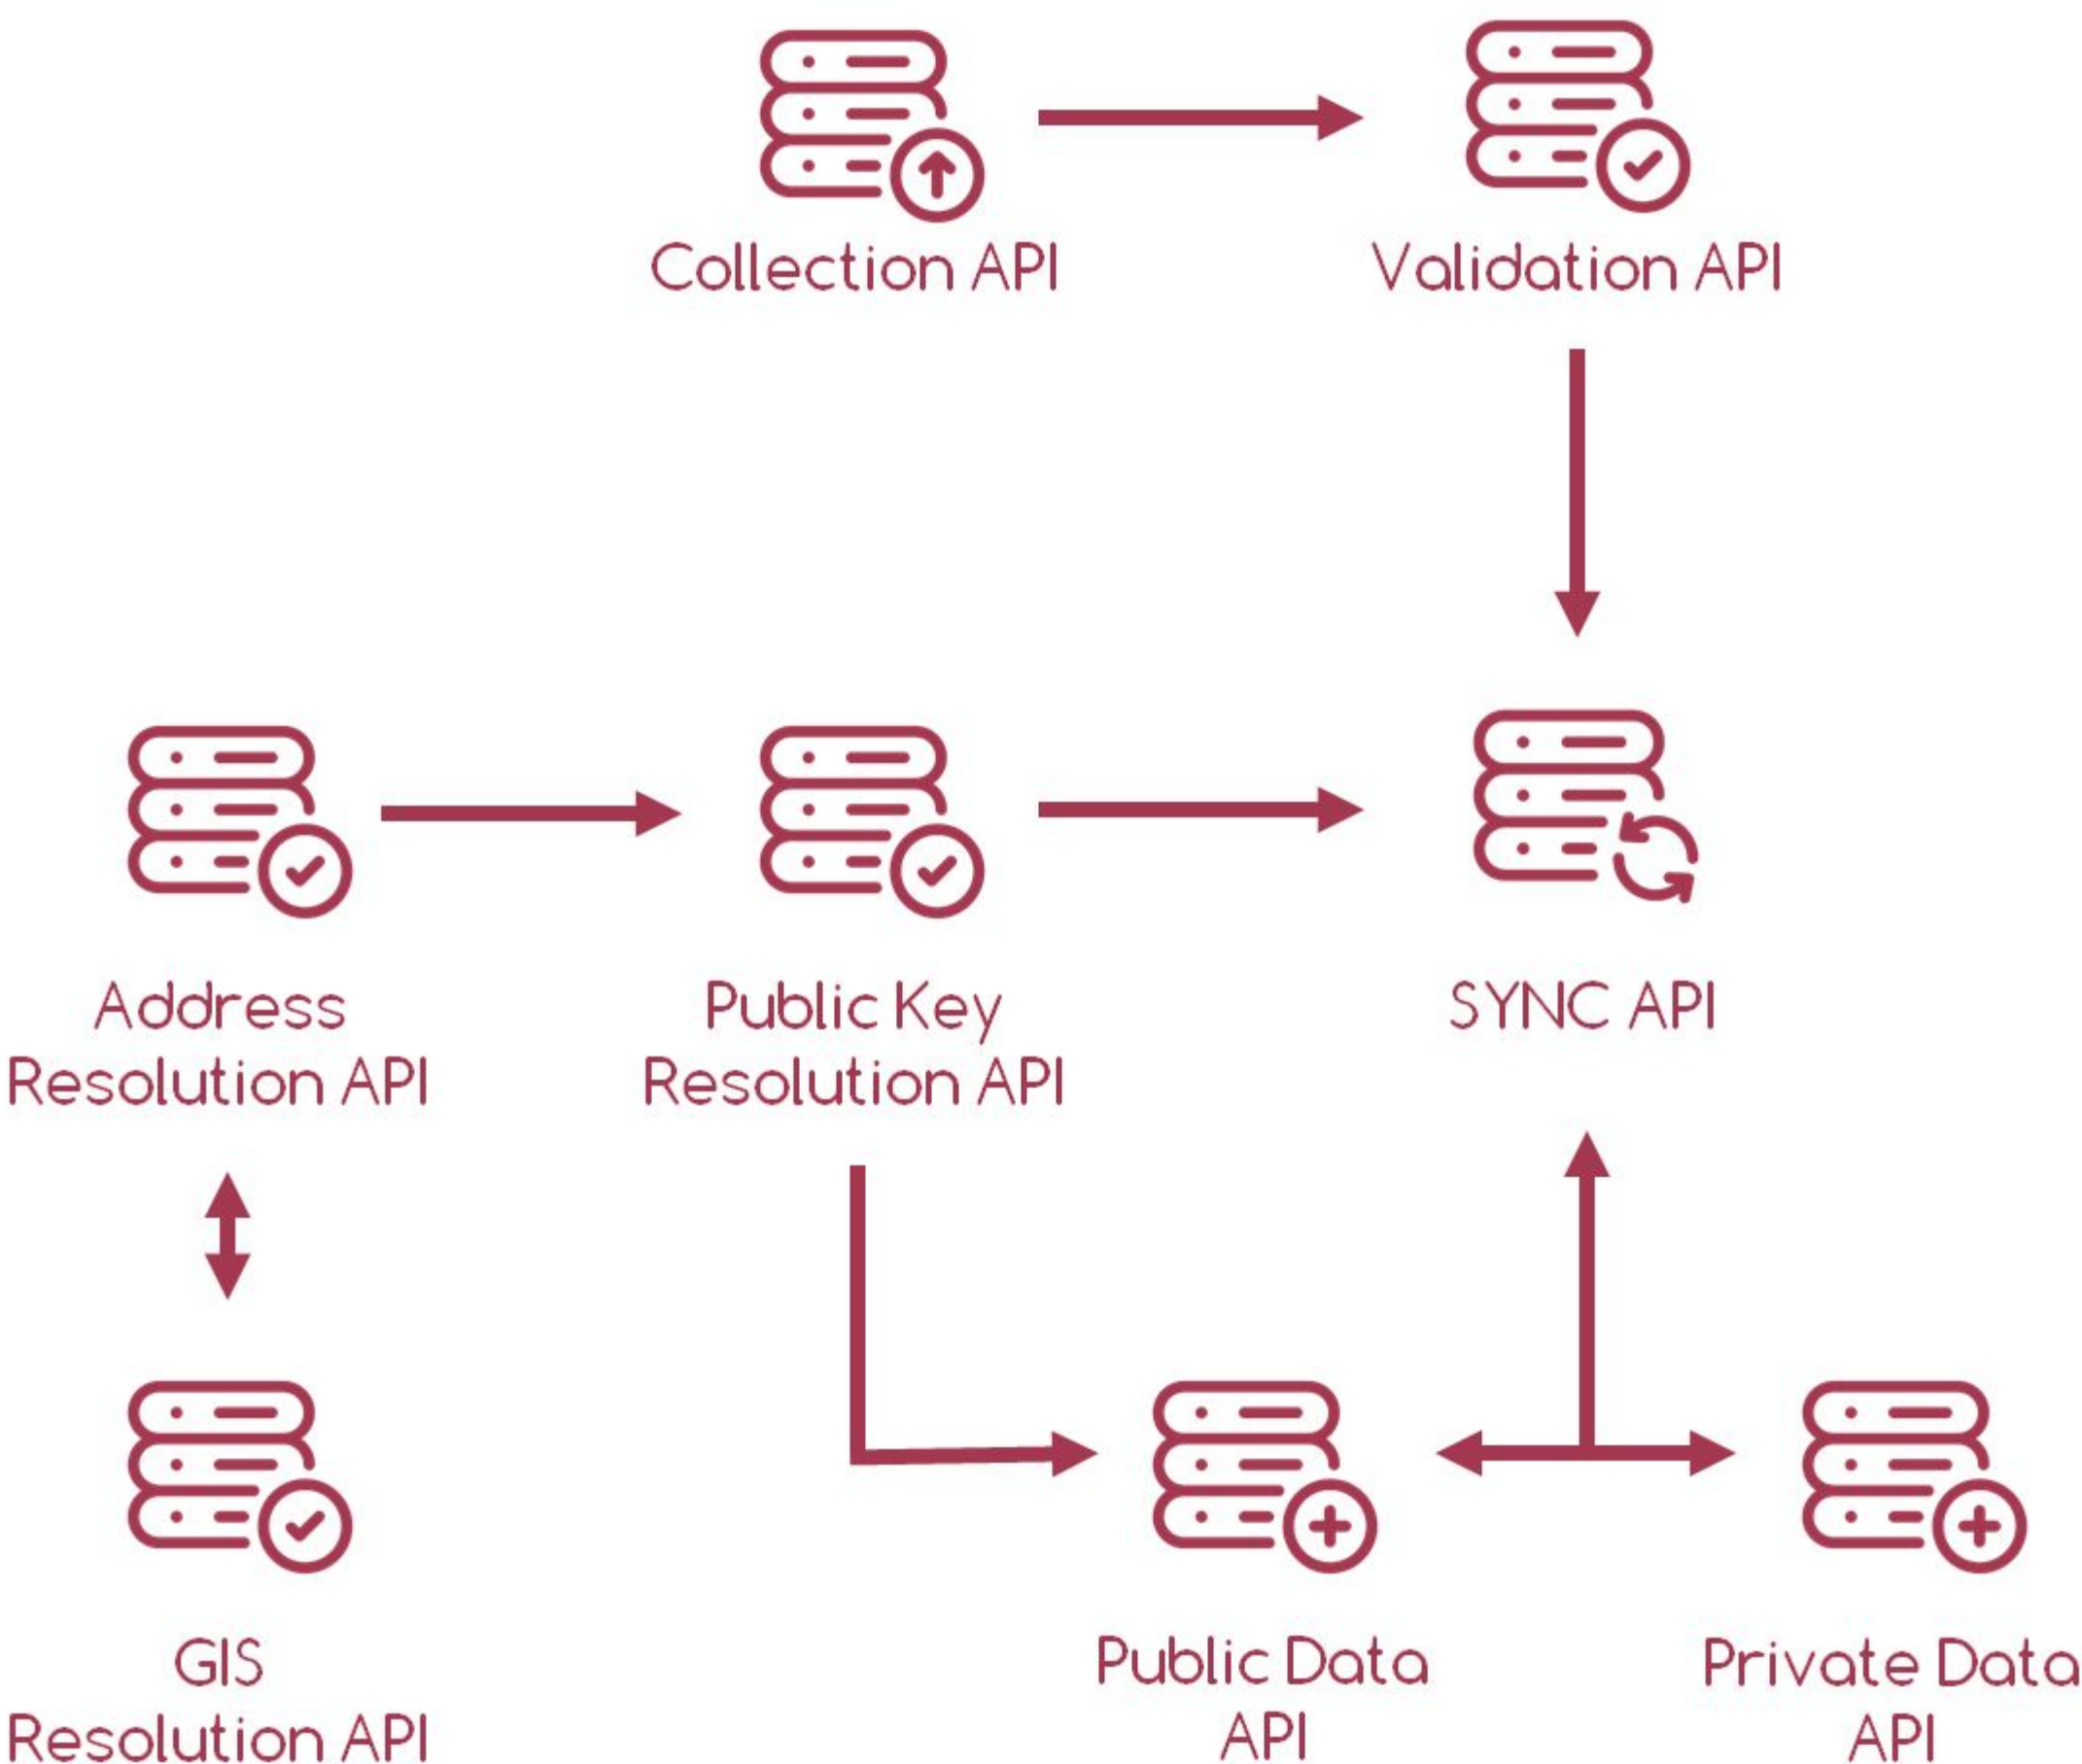 Collection API
Validation API
Address
Resolution API
Public Key
Resolution API
SYNC API
GIS
Resolution API
Public Data
API
Private Data
API